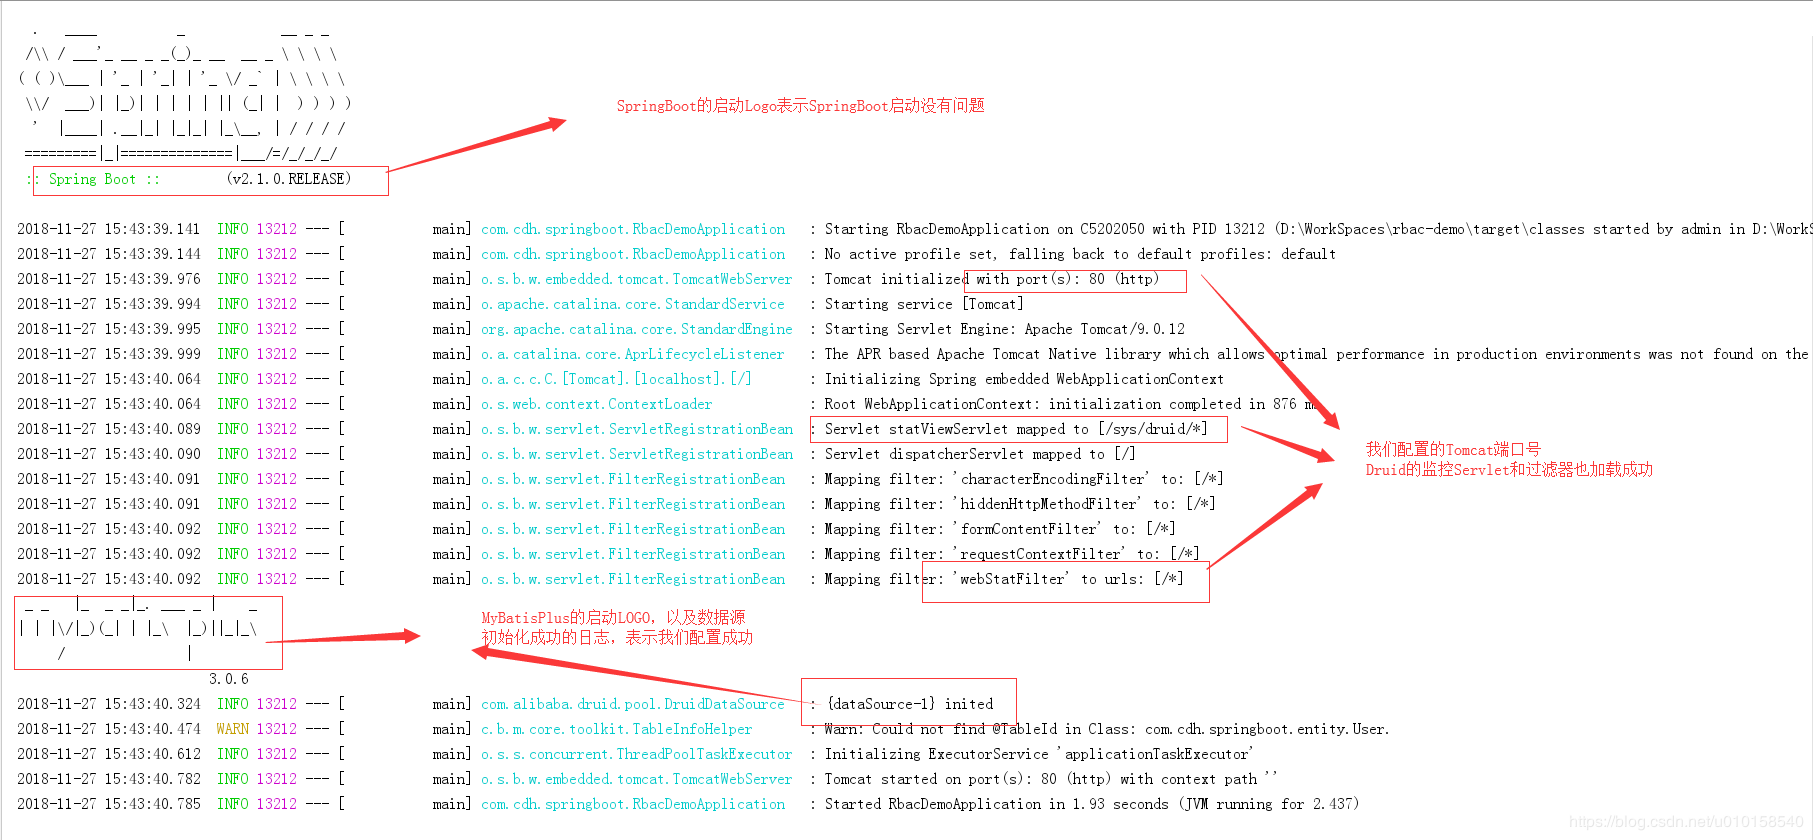 :: Spring Boot ::        (v2.1.0.RELEASE)
SpringBoot的启动Logo表示SpringBoot启动没有问题
2018-11-27 15:43:39.141  INFO 13212 --- [           main] com.cdh.springboot.RbacDemoApplication   : Starting RbacDemoApplication on C5202050 with PID 13212 (D:\WorkSpaces\rbac-demo\target\classes started by admin in D:\WorkS
2018-11-27 15:43:39.144  INFO 13212 --- [           main] com.cdh.springboot.RbacDemoApplication   : No active profile set, falling back to default profiles: default
2018-11-27 15:43:39.976  INFO 13212 --- [           main] o.s.b.w.embedded.tomcat.TomcatWebServer  : Tomcat initialized with port(s): 80 (http)
2018-11-27 15:43:39.994  INFO 13212 --- [           main] o.apache.catalina.core.StandardService   : Starting service [Tomcat]
2018-11-27 15:43:39.995  INFO 13212 --- [           main] org.apache.catalina.core.StandardEngine  : Starting Servlet Engine: Apache Tomcat/9.0.12
2018-11-27 15:43:39.999  INFO 13212 --- [           main] o.a.catalina.core.AprLifecycleListener   : The APR based Apache Tomcat Native library which allows optimal performance in production environments was not found on the
2018-11-27 15:43:40.064  INFO 13212 --- [           main] o.a.c.c.C.[Tomcat].[localhost].[/]       : Initializing Spring embedded WebApplicationContext
2018-11-27 15:43:40.064  INFO 13212 --- [           main] o.s.web.context.ContextLoader            : Root WebApplicationContext: initialization completed in 876 m
2018-11-27 15:43:40.089  INFO 13212 --- [           main] o.s.b.w.servlet.ServletRegistrationBean  : Servlet statViewServlet mapped to [/sys/druid/*]
2018-11-27 15:43:40.090  INFO 13212 --- [           main] o.s.b.w.servlet.ServletRegistrationBean  : Servlet dispatcherServlet mapped to [/]
2018-11-27 15:43:40.091  INFO 13212 --- [           main] o.s.b.w.servlet.FilterRegistrationBean   : Mapping filter: 'characterEncodingFilter' to: [/*]
2018-11-27 15:43:40.091  INFO 13212 --- [           main] o.s.b.w.servlet.FilterRegistrationBean   : Mapping filter: 'hiddenHttpMethodFilter' to: [/*]
2018-11-27 15:43:40.092  INFO 13212 --- [           main] o.s.b.w.servlet.FilterRegistrationBean   : Mapping filter: 'formContentFilter' to: [/*]
2018-11-27 15:43:40.092  INFO 13212 --- [           main] o.s.b.w.servlet.FilterRegistrationBean   : Mapping filter: 'requestContextFilter' to: [/*]
2018-11-27 15:43:40.092  INFO 13212 --- [           main] o.s.b.w.servlet.FilterRegistrationBean   : Mapping filter: 'webStatFilter' to urls: [/*]
我们配置的Tomcat端口号
Druid的监控Servlet和过滤器也加载成功
MyBatisPlus的启动LOGO，以及数据源
初始化成功的日志，表示我们配置成功
3.0.6
2018-11-27 15:43:40.324  INFO 13212 --- [           main] com.alibaba.druid.pool.DruidDataSource   : {dataSource-1} inited
2018-11-27 15:43:40.474  WARN 13212 --- [           main] c.b.m.core.toolkit.TableInfoHelper       : Warn: Could not find @TableId in Class: com.cdh.springboot.entity.User.
2018-11-27 15:43:40.612  INFO 13212 --- [           main] o.s.s.concurrent.ThreadPoolTaskExecutor  : Initializing ExecutorService 'applicationTaskExecutor'
2018-11-27 15:43:40.782  INFO 13212 --- [           main] o.s.b.w.embedded.tomcat.TomcatWebServer  : Tomcat started on port(s): 80 (http) with context path ''
2018-11-27 15:43:40.785  INFO 13212 --- [           main] com.cdh.springboot.RbacDemoApplication   : Started RbacDemoApplication in 1.93 seconds (JVM running for 2.437)
https://blog.csdn.net/u010158540